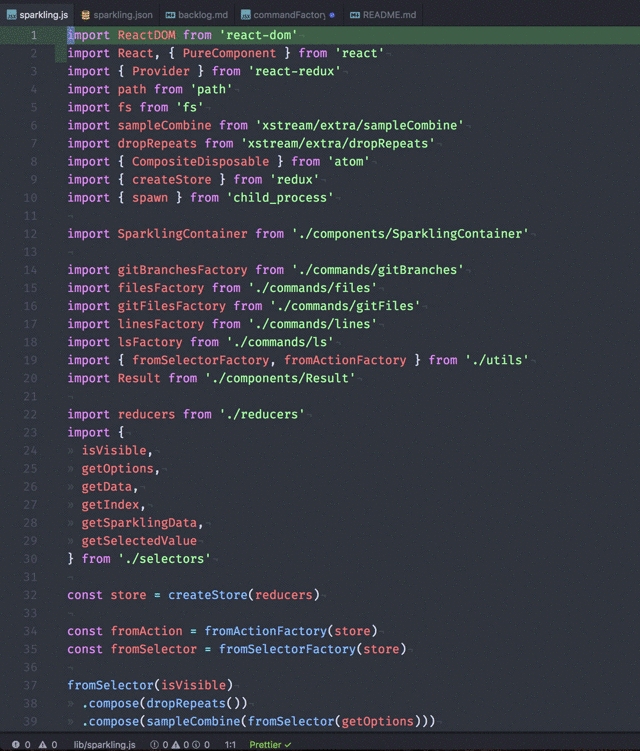 sparkling.js sparkling.json backlog.md commandFactory README.md
1 import ReactDOM from 'react-dom'
2 import React, { PureComponent } from 'react'
3 import { Provider } from 'react-redux'
4 import path from 'path'
5 import fs from 'fs'
6 import sampleCombine from 'xstream/extra/sampleCombine'
7 import dropRepeats from 'xstream/extra/dropRepeats'
8 import { CompositeDisposable } from 'atom'
9 import { createStore } from 'redux'
10 import { spawn } from 'child_process'
11
12 import SparklingContainer from './components/SparklingContainer'
13
14 import gitBranchesFactory from './commands/gitBranches'
15 import filesFactory from './commands/files'
16 import gitFilesFactory from './commands/gitFiles'
17 import linesFactory from './commands/lines'
18 import lsFactory from './commands/ls'
19 import { fromSelectorFactory, fromActionFactory } from './utils'
20 import Result from './components/Result'
21
22 import reducers from './reducers'
23 import {
24 isVisible,
25 getOptions,
26 getData,
27 getIndex,
28 getSparklingData,
29 getSelectedValue
30 } from './selectors'
31
32 const store = createStore(reducers)
33
34 const fromAction = fromActionFactory(store)
35 const fromSelector = fromSelectorFactory(store)
36
37 fromSelector(isVisible)
38 .compose(dropRepeats())
39 .compose(sampleCombine(fromSelector(getOptions)))
0 0 lib/sparkling.js 0 0 0 1:1 Prettier ✓